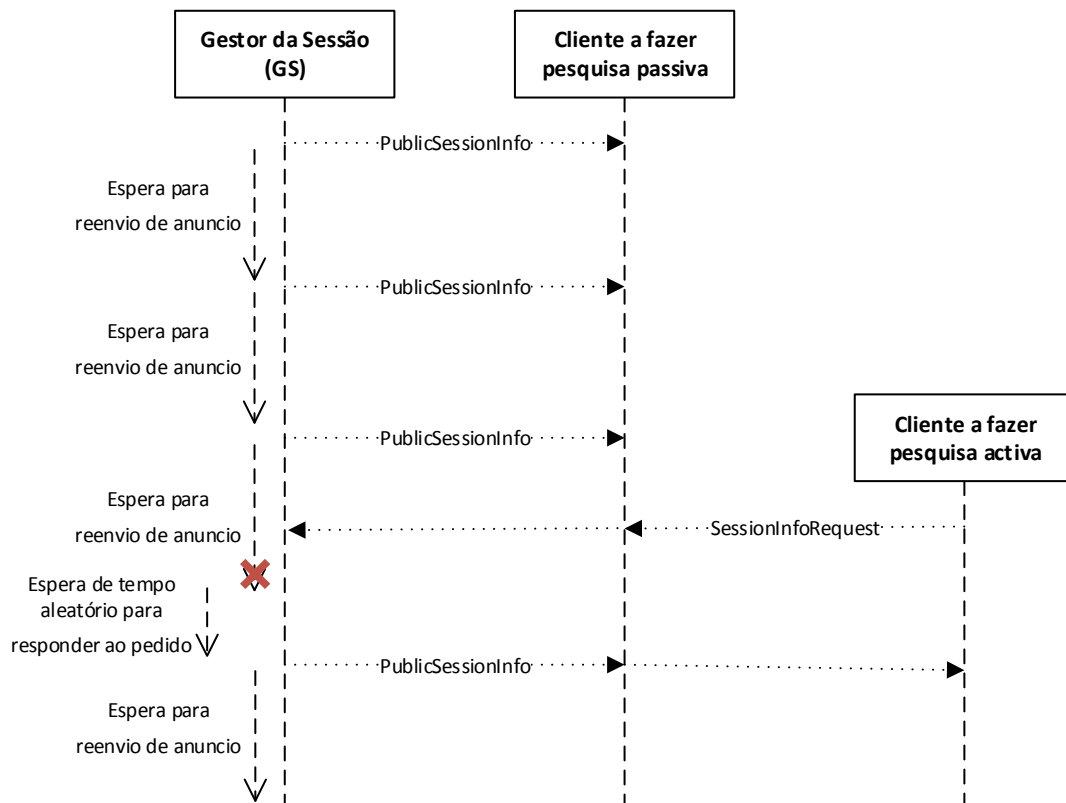 Gestor da Sessão
(GS)
Cliente a fazer
pesquisa passiva
PublicSessionInfo
Espera para
reenvio de anuncio
PublicSessionInfo
Espera para
reenvio de anuncio
Cliente a fazer
pesquisa activa
PublicSessionInfo
Espera para
reenvio de anuncio
SessionInfoRequest
Espera de tempo
aleatório para
responder ao pedido
PublicSessionInfo
Espera para
reenvio de anuncio